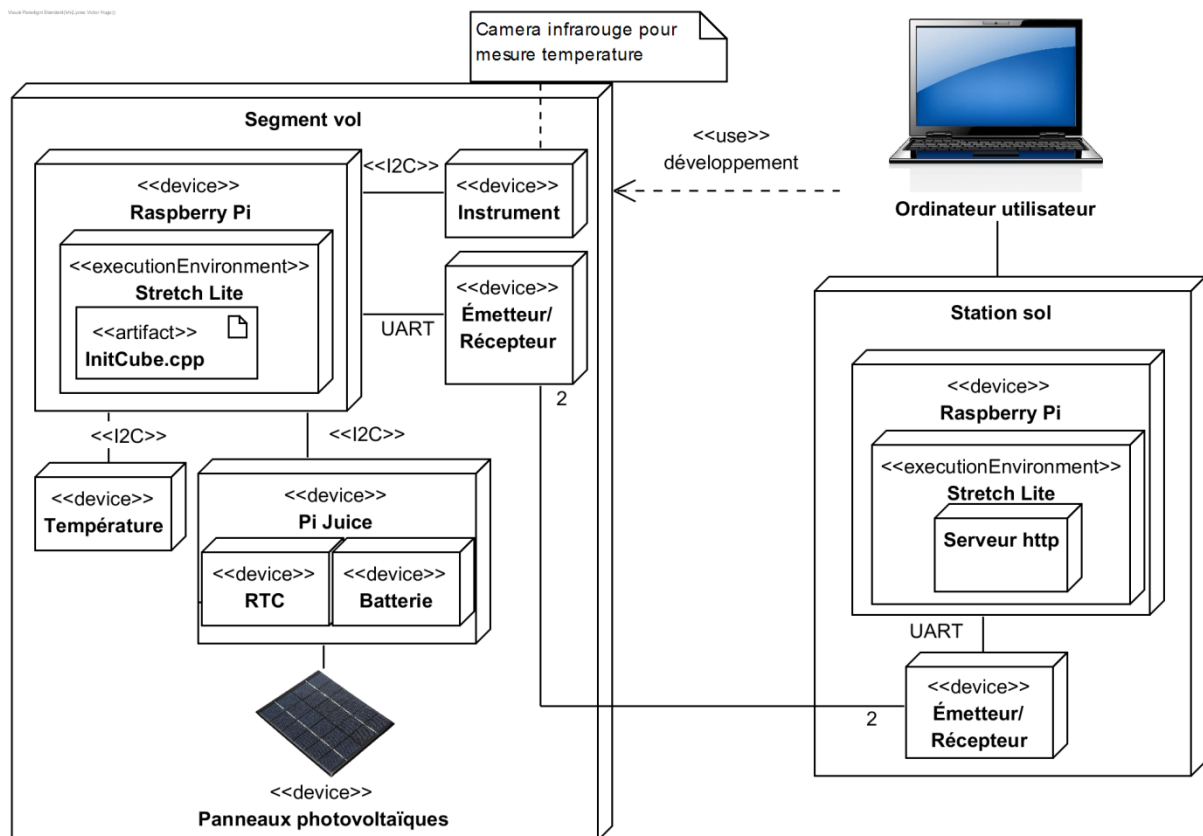 Camera infrarouge pour
mesure temperature
Segment vol
<<I2C>>
<<device>>
Instrument
<<use>>
développement
Ordinateur utilisateur
<<device>>
Raspberry Pi
<<executionEnvironment>>
Stretch Lite
<<artifact>>
InitCube.cpp
UART
<<device>>
Émetteur/
Récepteur
2
<<I2C>>
<<I2C>>
<<device>>
Température
<<device>>
Pi Juice
<<device>>
RTC
<<device>>
Batterie
<<device>>
Panneaux photovoltaïques
Station sol
<<device>>
Raspberry Pi
<<executionEnvironment>>
Stretch Lite
Serveur http
UART
2
<<device>>
Émetteur/
Récepteur